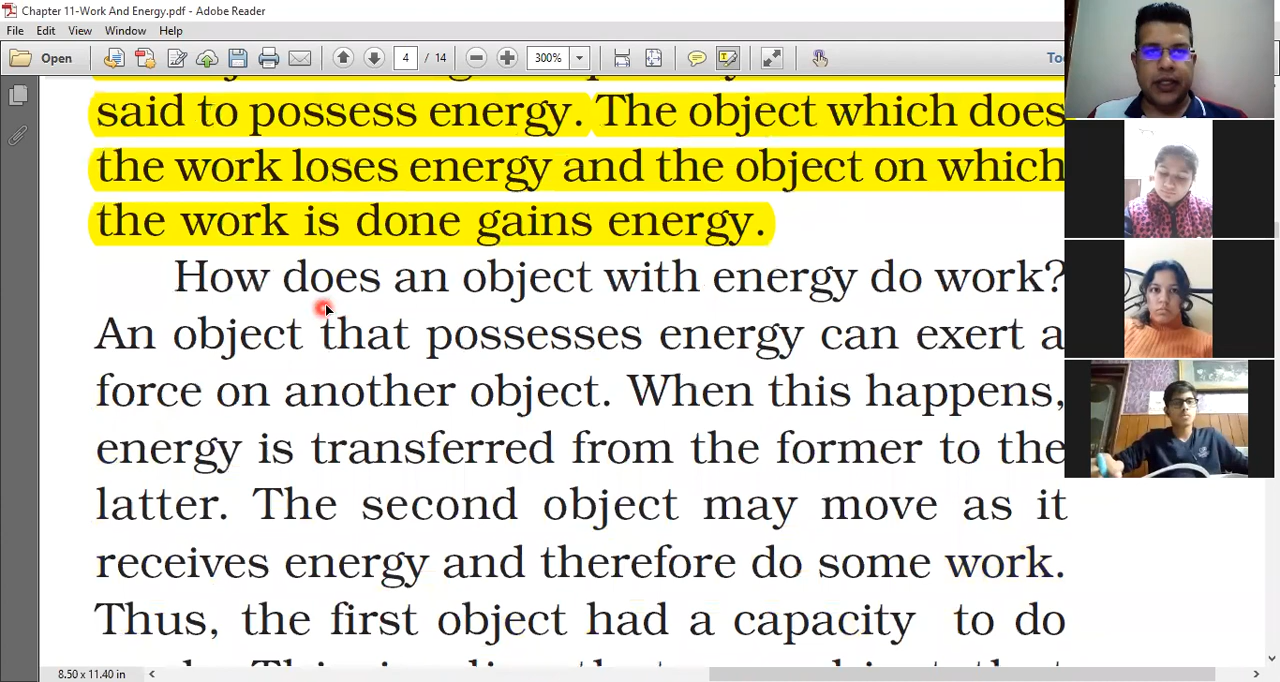 Chapter 11-Work And Energy.pdf - Adobe Reader
File Edit View Window Help
Open 4 / 14 300%
said to possess energy. The object which does
the work loses energy and the object on which
the work is done gains energy.
How does an object with energy do work?
An object that possesses energy can exert a
force on another object. When this happens,
energy is transferred from the former to the
latter. The second object may move as it
receives energy and therefore do some work.
Thus, the first object had a capacity to do
8.50 x 11.40 in